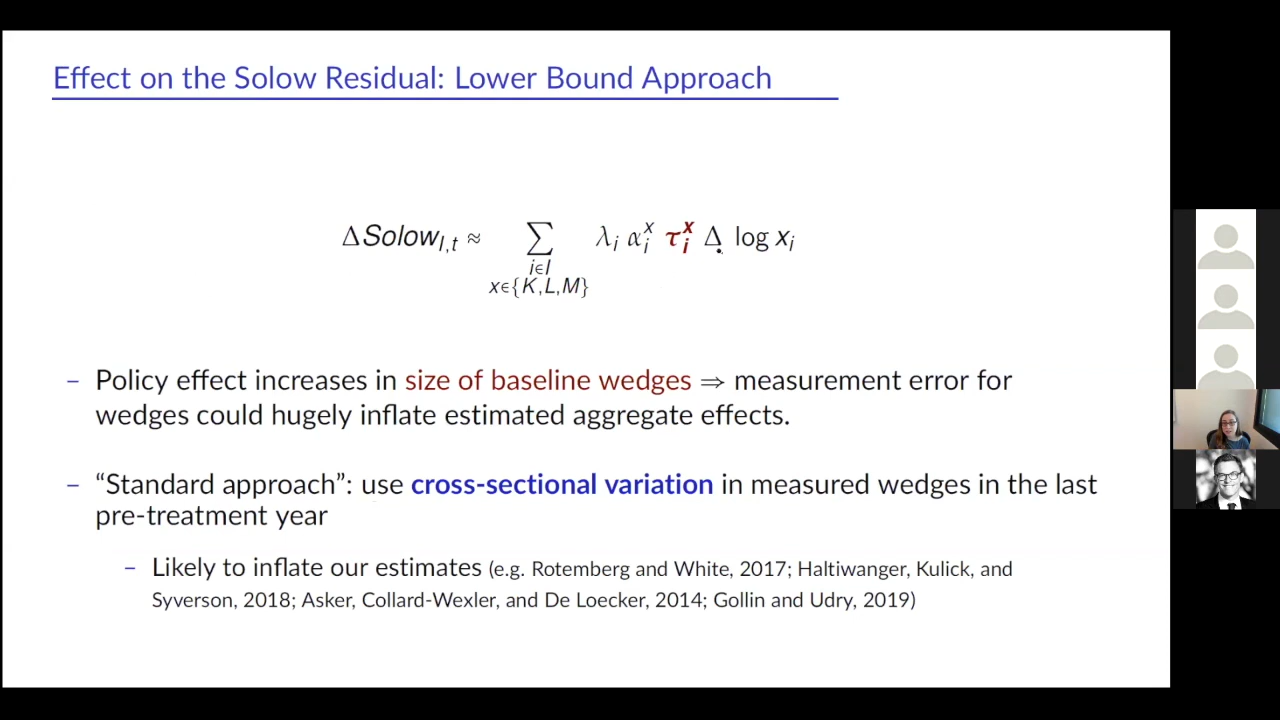 Effect on the Solow Residual: Lower Bound Approach
ΔSolow_{I,t} ≈ ∑_{i∈I, x∈{K,L,M}} λ_i α_i^x τ_i^x Δ log x_i
– Policy effect increases in size of baseline wedges ⇒ measurement error for
wedges could hugely inflate estimated aggregate effects.
– “Standard approach”: use cross-sectional variation in measured wedges in the last
pre-treatment year
– Likely to inflate our estimates (e.g. Rotemberg and White, 2017; Haltiwanger, Kulick, and
Syverson, 2018; Asker, Collard-Wexler, and De Loecker, 2014; Gollin and Udry, 2019)